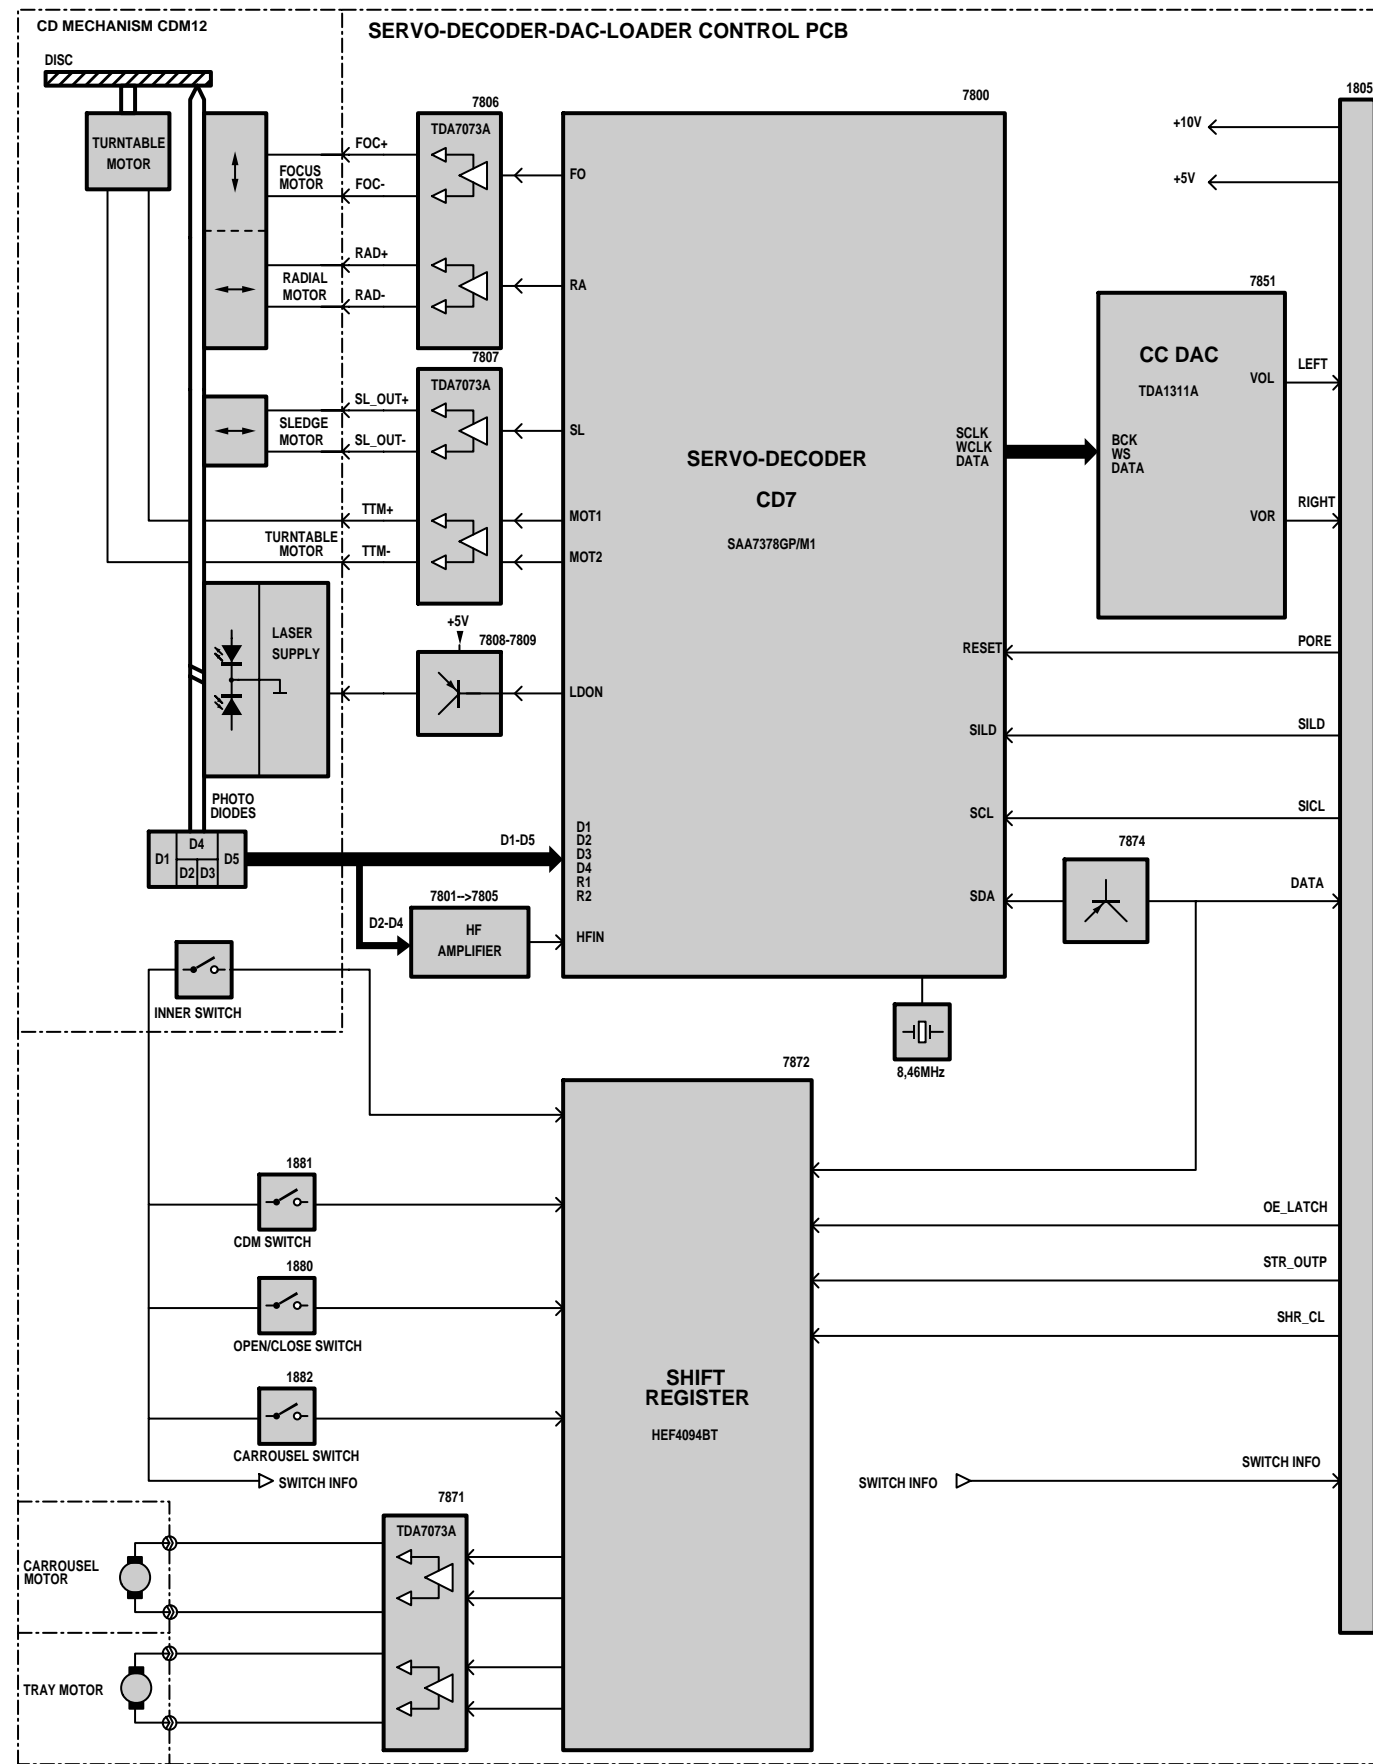 CD MECHANISM CDM12
SERVO-DECODER-DAC-LOADER CONTROL PCB
DISC
TURNTABLE
MOTOR
FOCUS
MOTOR
RADIAL
MOTOR
FOC+
FOC-
RAD+
RAD-
7806
TDA7073A
FO
RA
7807
TDA7073A
SLEDGE
MOTOR
SL_OUT+
SL_OUT-
SL
TURNTABLE
MOTOR
TTM+
TTM-
MOT1
MOT2
LASER
SUPPLY
+5V
7808-7809
LDON
PHOTO
DIODES
D1
D4
D2
D3
D5
D1-D5
D1
D2
D3
D4
R1
R2
D2-D4
7801-->7805
HF
AMPLIFIER
HFIN
7800
SERVO-DECODER
CD7
SAA7378GP/M1
SCLK
WCLK
DATA
RESET
SILD
SCL
SDA
8,46MHz
1805
+10V
+5V
7851
CC DAC
TDA1311A
BCK
WS
DATA
VOL
VOR
LEFT
RIGHT
PORE
SILD
SICL
7874
DATA
INNER SWITCH
7872
SHIFT
REGISTER
HEF4094BT
1881
CDM SWITCH
1880
OPEN/CLOSE SWITCH
1882
CARROUSEL SWITCH
SWITCH INFO
OE_LATCH
STR_OUTP
SHR_CL
SWITCH INFO
SWITCH INFO
7871
TDA7073A
CARROUSEL
MOTOR
TRAY MOTOR